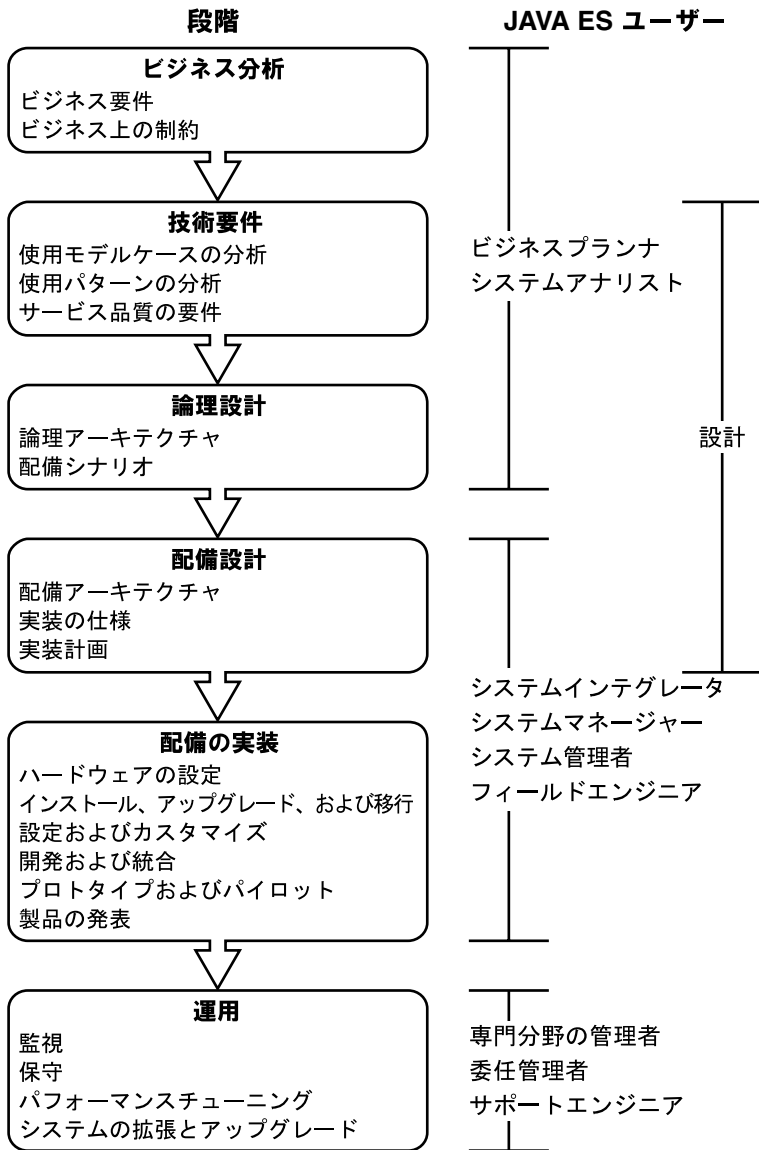 段階
JAVA ES ユーザー
ビジネス分析
ビジネス要件
ビジネス上の制約
技術要件
使用モデルケースの分析
使用パターンの分析
サービス品質の要件
ビジネスプランナ
システムアナリスト
論理設計
論理アーキテクチャ
配備シナリオ
設計
配備設計
配備アーキテクチャ
実装の仕様
実装計画
システムインテグレータ
システムマネージャー
システム管理者
フィールドエンジニア
配備の実装
ハードウェアの設定
インストール、アップグレード、および移行
設定およびカスタマイズ
開発および統合
プロトタイプおよびパイロット
製品の発表
運用
監視
保守
パフォーマンスチューニング
システムの拡張とアップグレード
専門分野の管理者
委任管理者
サポートエンジニア